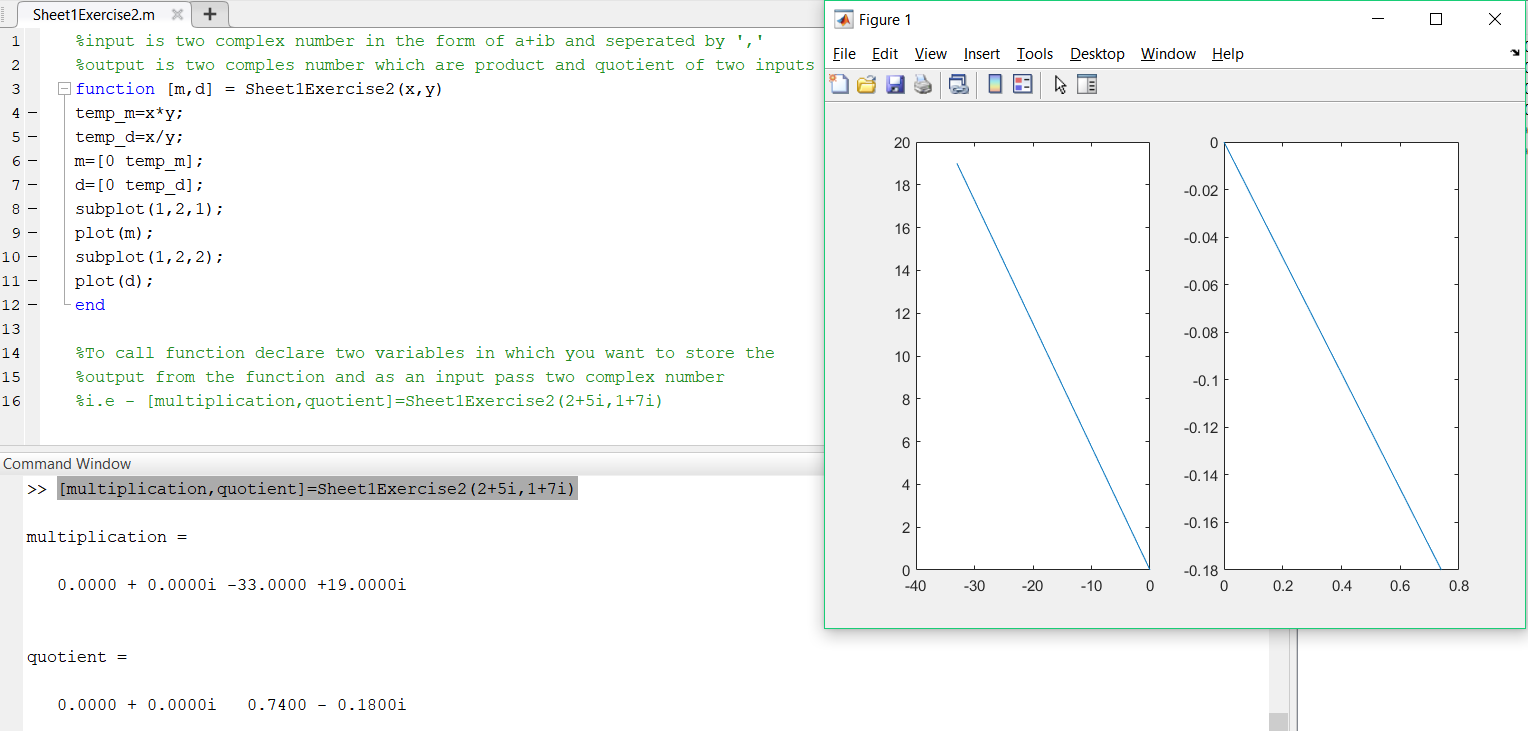 Sheet1Exercise2.m
1 %input is two complex number in the form of a+ib and seperated by ','
2 %output is two comples number which are product and quotient of two inputs
3 function [m,d] = Sheet1Exercise2(x,y)
4 temp_m=x*y;
5 temp_d=x/y;
6 m=[0 temp_m];
7 d=[0 temp_d];
8 subplot(1,2,1);
9 plot(m);
10 subplot(1,2,2);
11 plot(d);
12 end
13
14 %To call function declare two variables in which you want to store the
15 %output from the function and as an input pass two complex number
16 %i.e - [multiplication,quotient]=Sheet1Exercise2(2+5i,1+7i)
Command Window
>> [multiplication,quotient]=Sheet1Exercise2(2+5i,1+7i)
multiplication =
0.0000 + 0.0000i -33.0000 +19.0000i
quotient =
0.0000 + 0.0000i 0.7400 - 0.1800i
Figure 1
File Edit View Insert Tools Desktop Window Help
20
18
16
14
12
10
8
6
4
2
0
-40 -30 -20 -10 0
0
-0.02
-0.04
-0.06
-0.08
-0.1
-0.12
-0.14
-0.16
-0.18
0 0.2 0.4 0.6 0.8